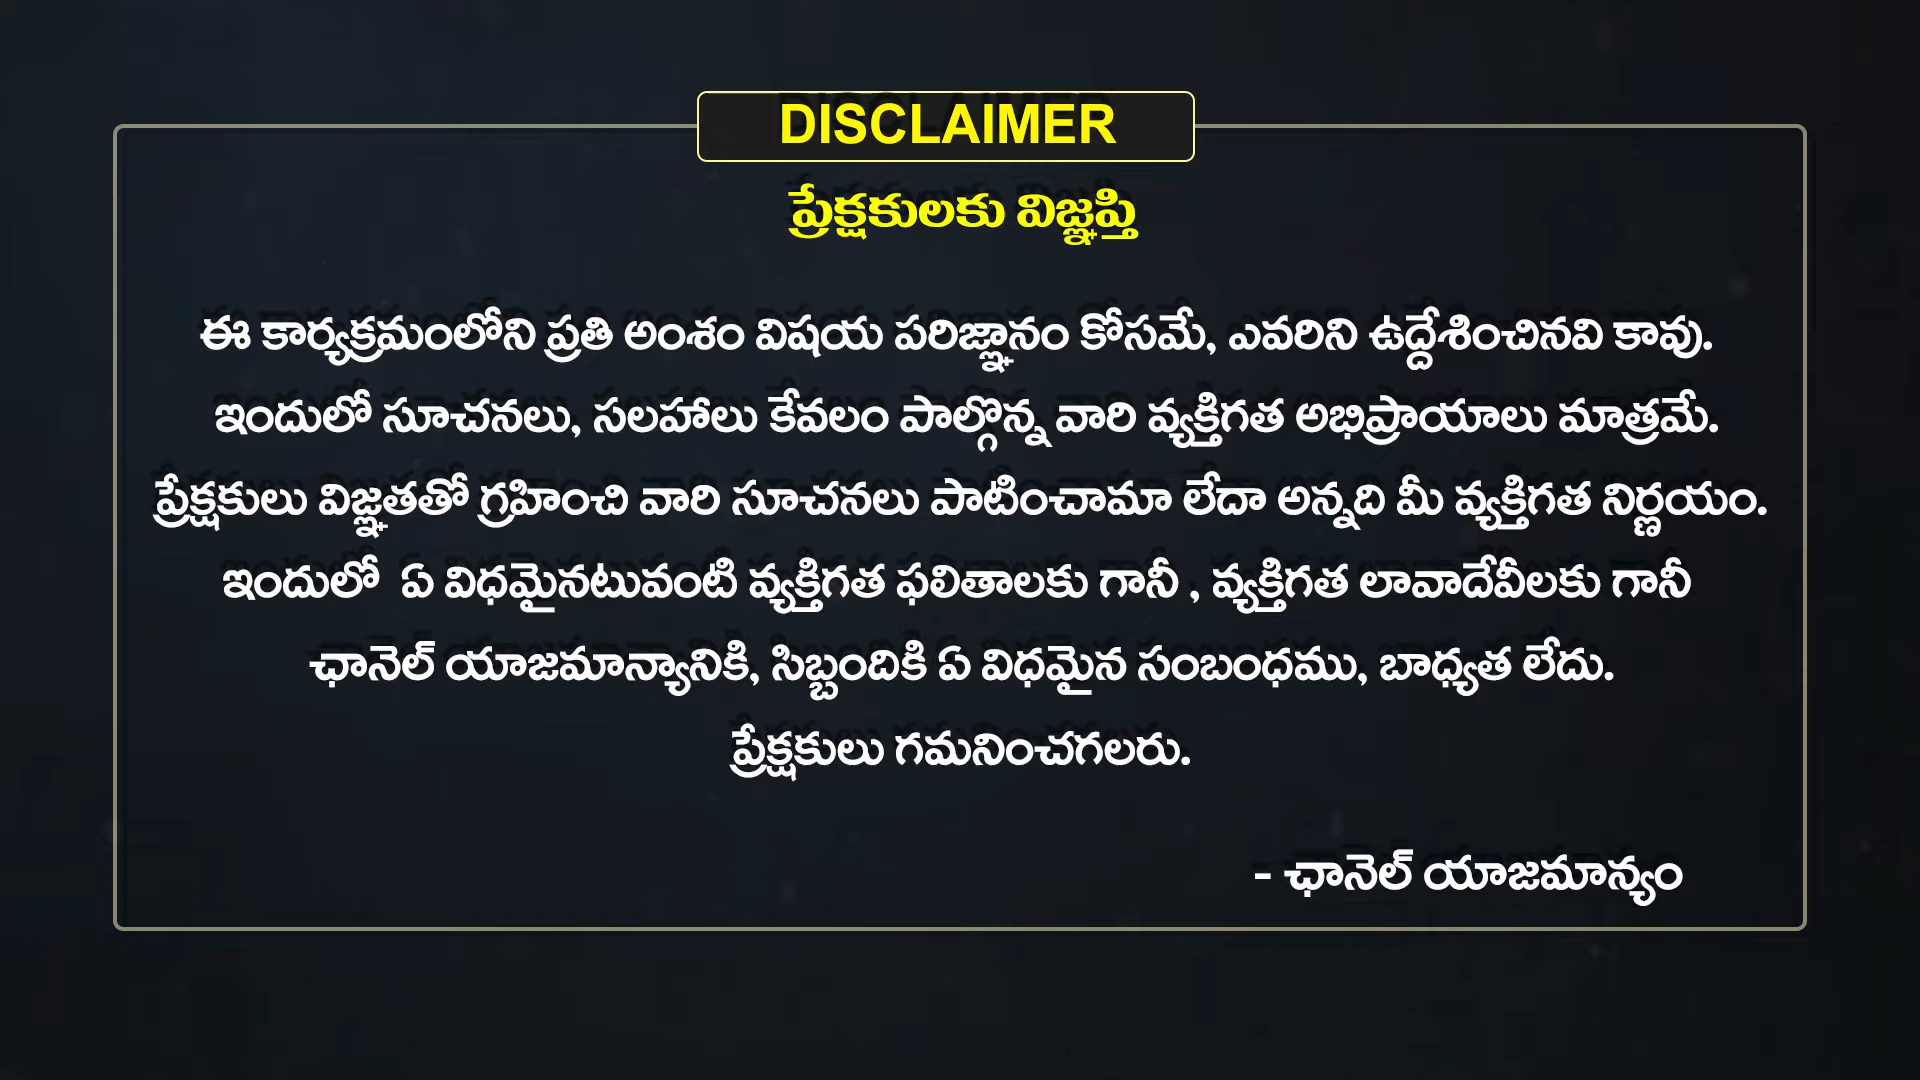 DISCLAIMER
ప్రేక్షకులకు విజ్ఞప్తి
ఈ కార్యక్రమంలోని ప్రతి అంశం విషయ పరిజ్ఞానం కోసమే, ఎవరిని ఉద్దేశించినవి కావు.
ఇందులో సూచనలు, సలహాలు కేవలం పాల్గొన్న వారి వ్యక్తిగత అభిప్రాయాలు మాత్రమే.
ప్రేక్షకులు విజ్ఞతతో గ్రహించి వారి సూచనలు పాటించామా లేదా అన్నది మీ వ్యక్తిగత నిర్ణయం.
ఇందులో ఏ విధమైనటువంటి వ్యక్తిగత ఫలితాలకు గానీ , వ్యక్తిగత లావాదేవీలకు గానీ
ఛానెల్ యాజమాన్యానికి, సిబ్బందికి ఏ విధమైన సంబంధము, బాధ్యత లేదు.
ప్రేక్షకులు గమనించగలరు.
- ఛానెల్ యాజమాన్యం